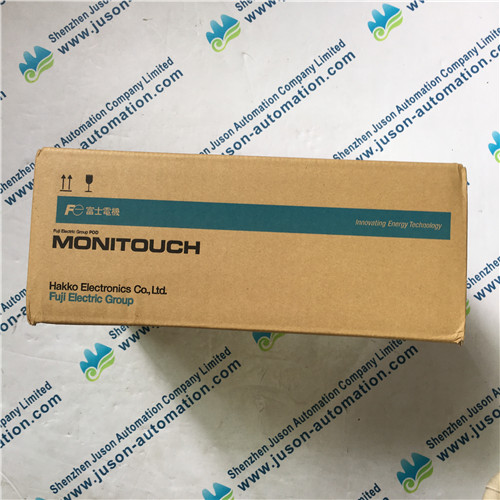 Fe 富士電機
Innovating Energy Technology
Fuji Electric Group POD
MONITOUCH
Hakko Electronics Co., Ltd.
Fuji Electric Group
Shenzhen Juson Automation Company Limited
www.juson-automation.com